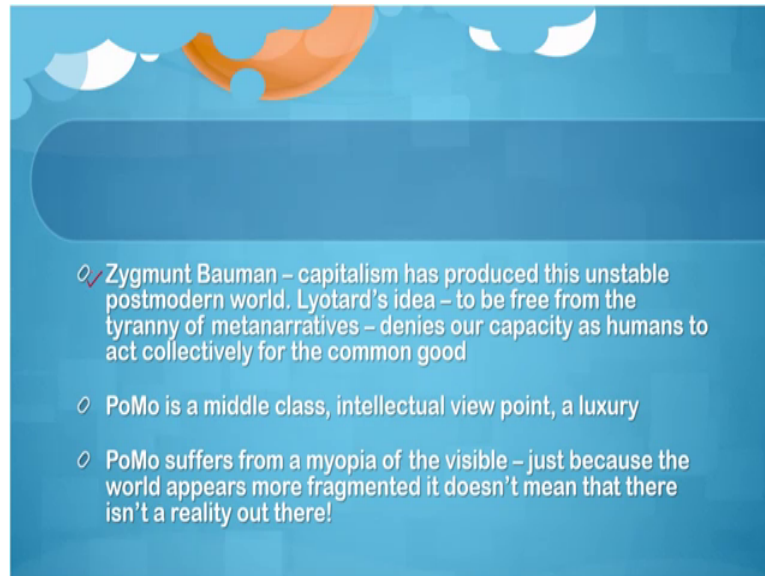 Zygmunt Bauman – capitalism has produced this unstable
postmodern world. Lyotard's idea – to be free from the
tyranny of metanarratives – denies our capacity as humans to
act collectively for the common good
PoMo is a middle class, intellectual view point, a luxury
PoMo suffers from a myopia of the visible – just because the
world appears more fragmented it doesn't mean that there
isn't a reality out there!